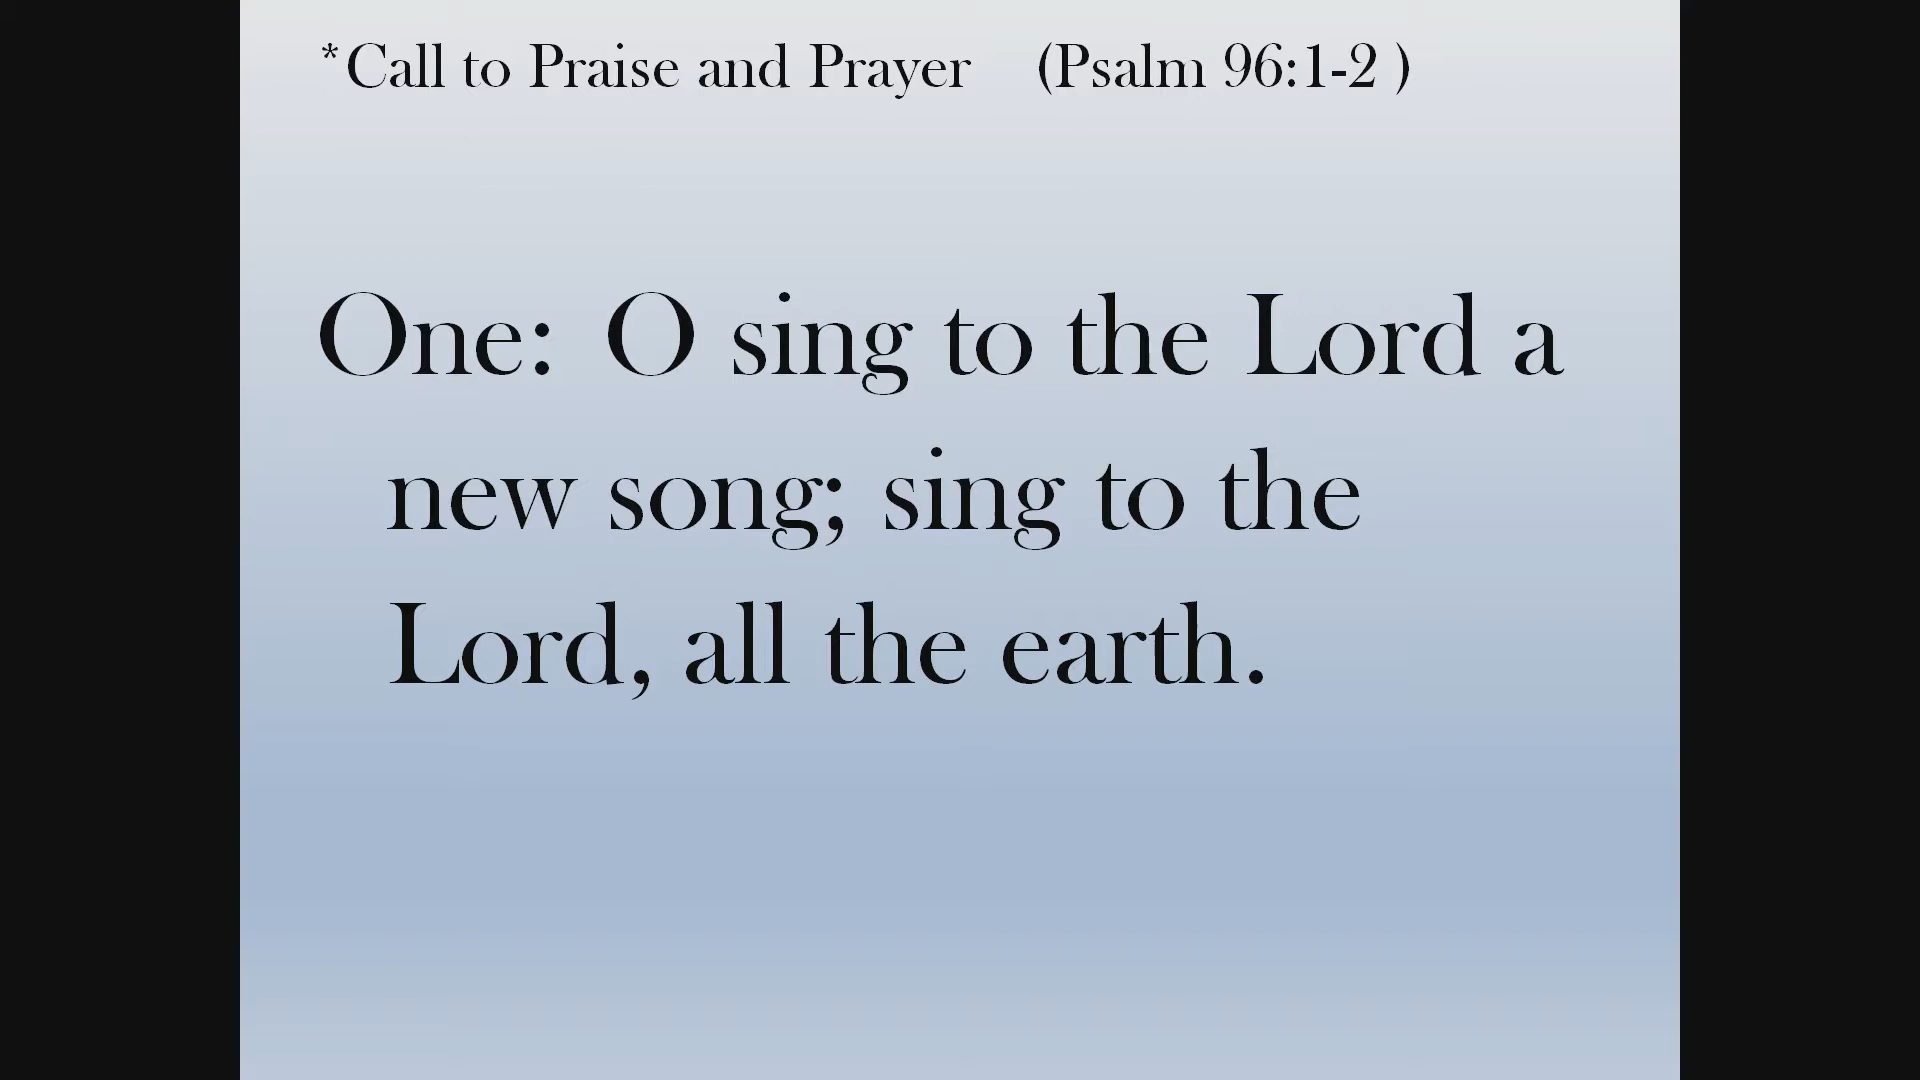 *Call to Praise and Prayer (Psalm 96:1-2 )
One: O sing to the Lord a
new song; sing to the
Lord, all the earth.